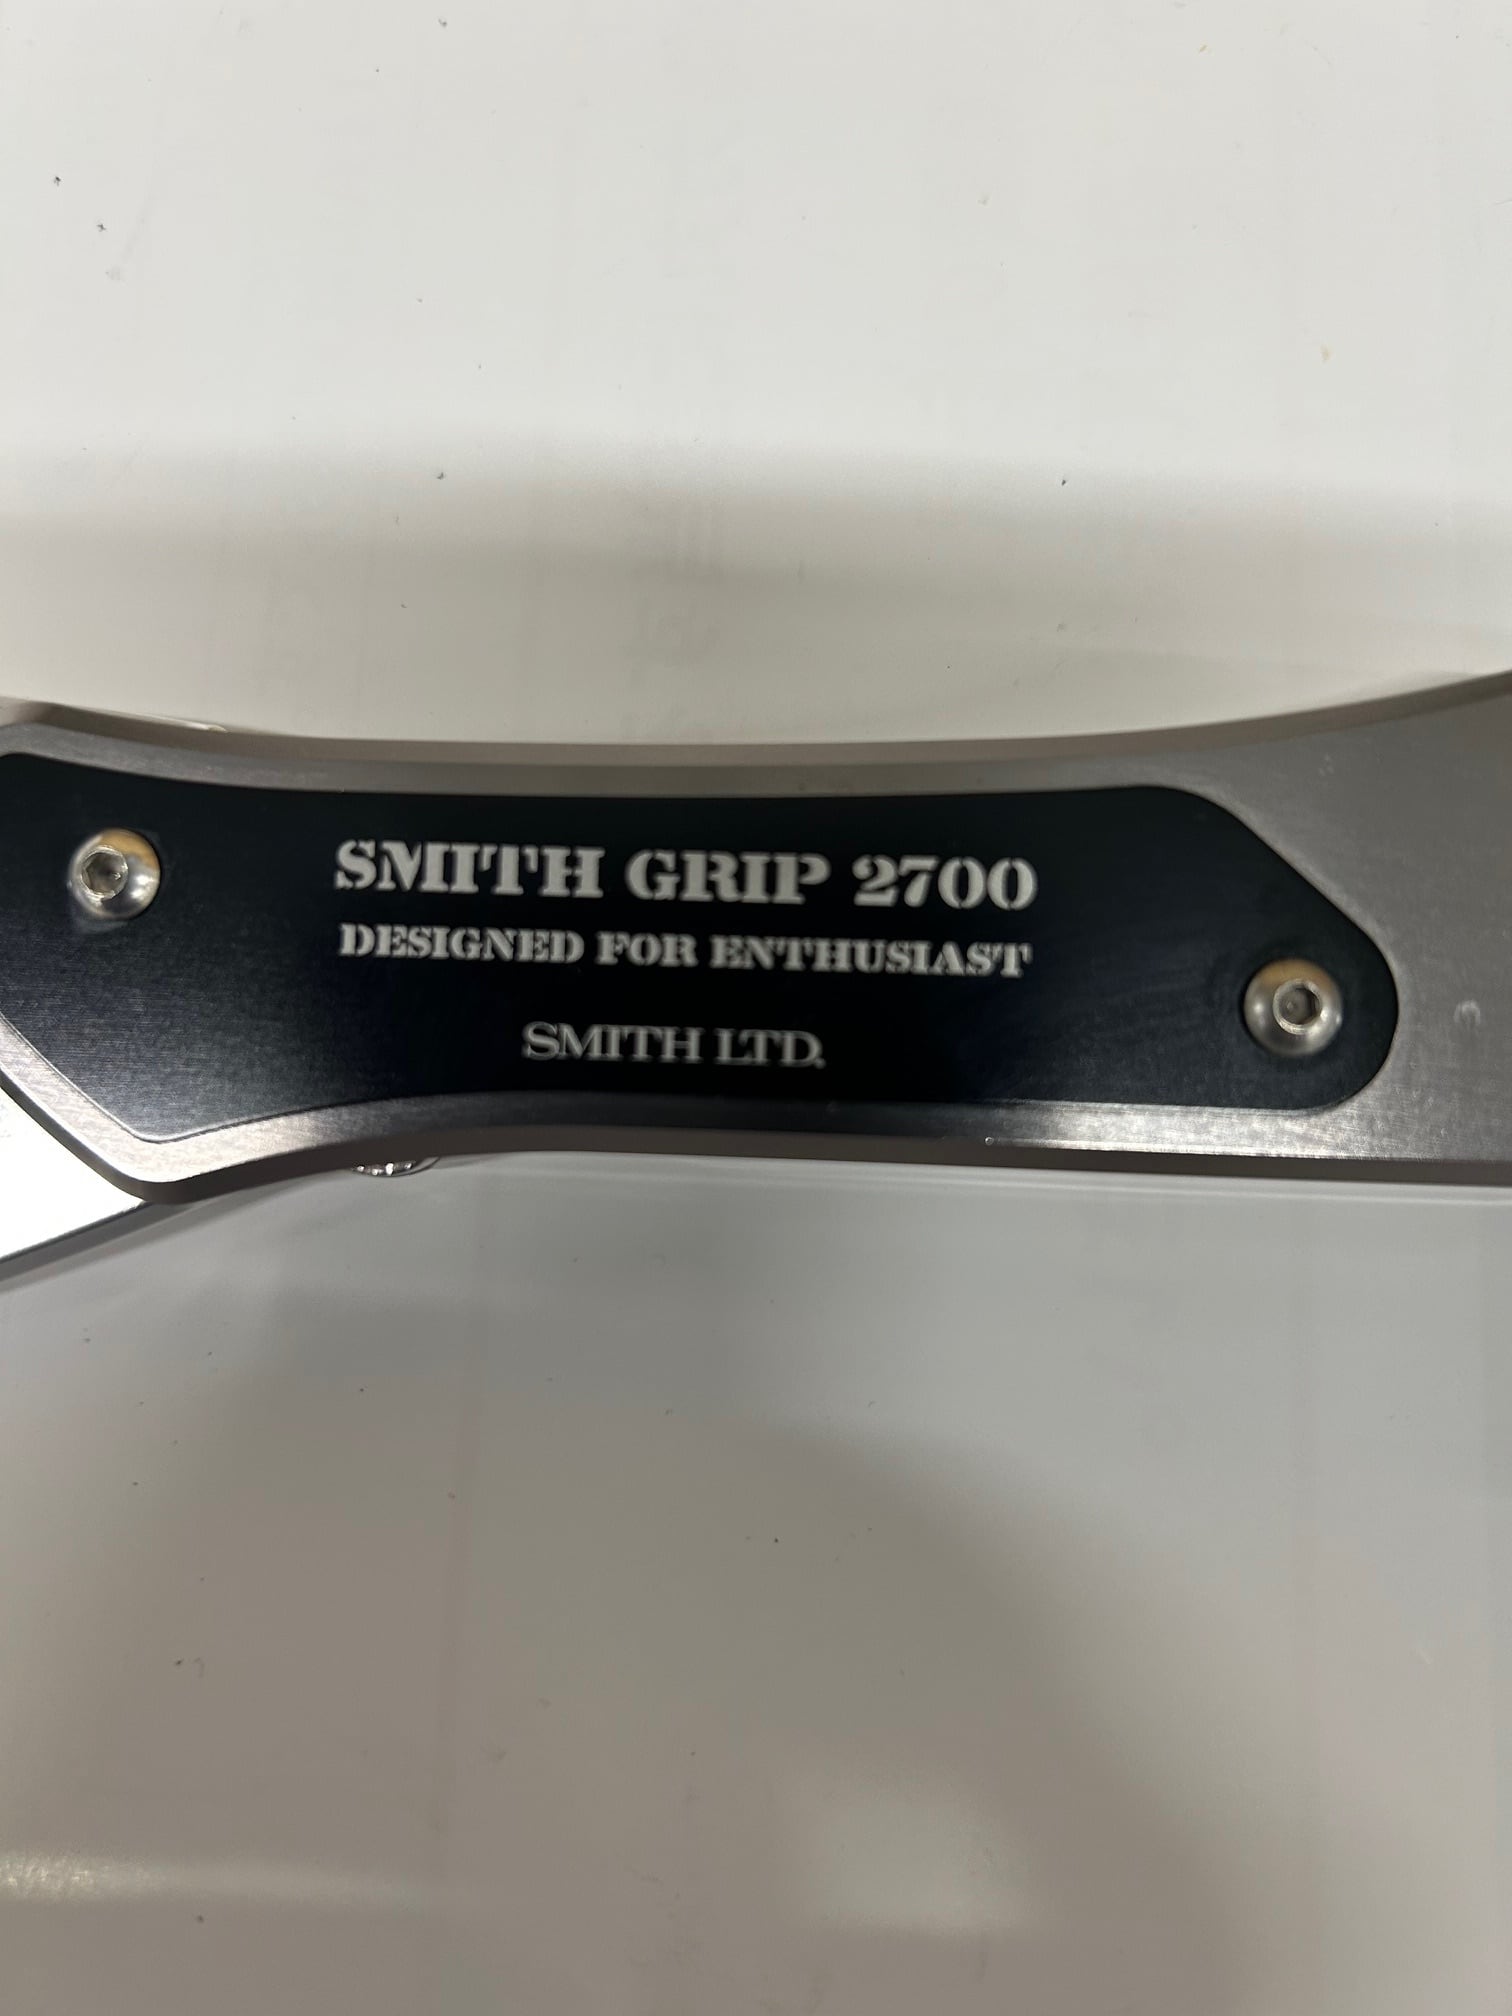 SMITH GRIP 2700
DESIGNED FOR ENTHUSIAST
SMITH LTD.